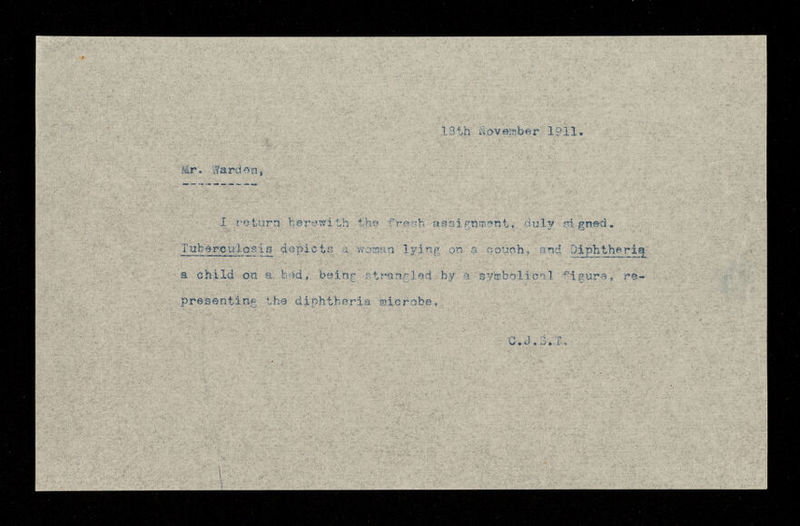 18th November 1911.
Mr. Warden,
I return herewith the fresh assignment, duly signed.
Tuberculosis depicts a woman lying on a couch, and Diphtheria
a child on a bed, being strangled by a symbolical figure, re-
presenting the diphtheria microbe.
C.J.S.T.